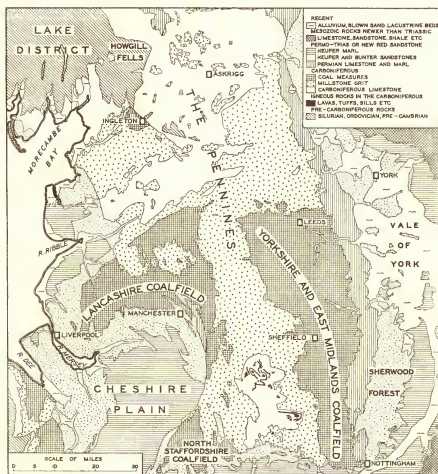 RECENT
ALLUVIUM, BLOWN SAND, LACUSTRINE BEDS
MESOZOIC ROCKS NEWER THAN TRIASSIC
LIMESTONE, SANDSTONE, SHALE ETC
PERMO-TRIAS OR NEW RED SANDSTONE
KEUPER MARL
KEUPER AND BUNTER SANDSTONES
PERMIAN LIMESTONE AND MARL
CARBONIFEROUS
COAL MEASURES
MILLSTONE GRIT
CARBONIFEROUS LIMESTONE
IGNEOUS ROCKS IN THE CARBONIFEROUS
LAVAS, TUFFS, SILLS ETC
PRE-CARBONIFEROUS ROCKS
SILURIAN, ORDOVICIAN, PRE-CAMBRIAN
LAKE
DISTRICT
HOWGILL
FELLS
ASKRIGG
INGLETON
MORECAMBE
BAY
THE
PENNINES
YORK
VALE
OF
YORK
LEEDS
R. RIBBLE
LANCASHIRE COALFIELD
MANCHESTER
LIVERPOOL
R. DEE
MERSEY
YORKSHIRE AND EAST MIDLANDS COALFIELD
SHEFFIELD
CHESHIRE
PLAIN
SHERWOOD
FOREST
NORTH
STAFFORDSHIRE
COALFIELD
NOTTINGHAM
SCALE OF MILES
0 5 10 20 30